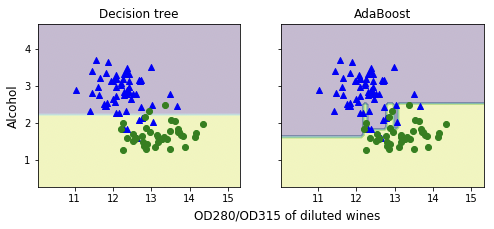 Decision tree
AdaBoost
4
3
2
1
Alcohol
11 12 13 14 15
11 12 13 14 15
OD280/OD315 of diluted wines